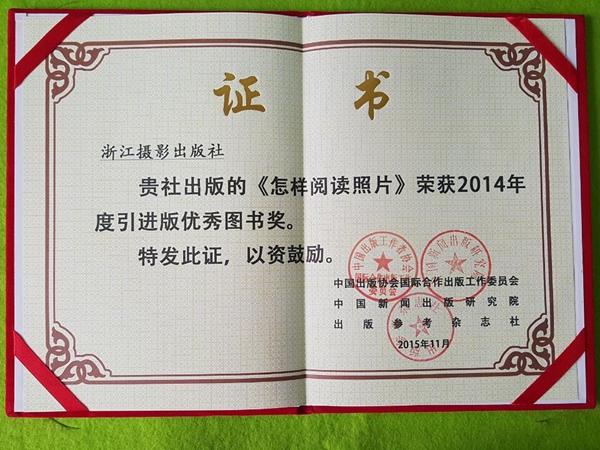 证 书
浙江摄影出版社
贵社出版的《怎样阅读照片》荣获2014年
度引进版优秀图书奖。
特发此证，以资鼓励。
中国出版协会国际合作出版工作委员会
中国新闻出版研究院
出版参考杂志社
2015年11月